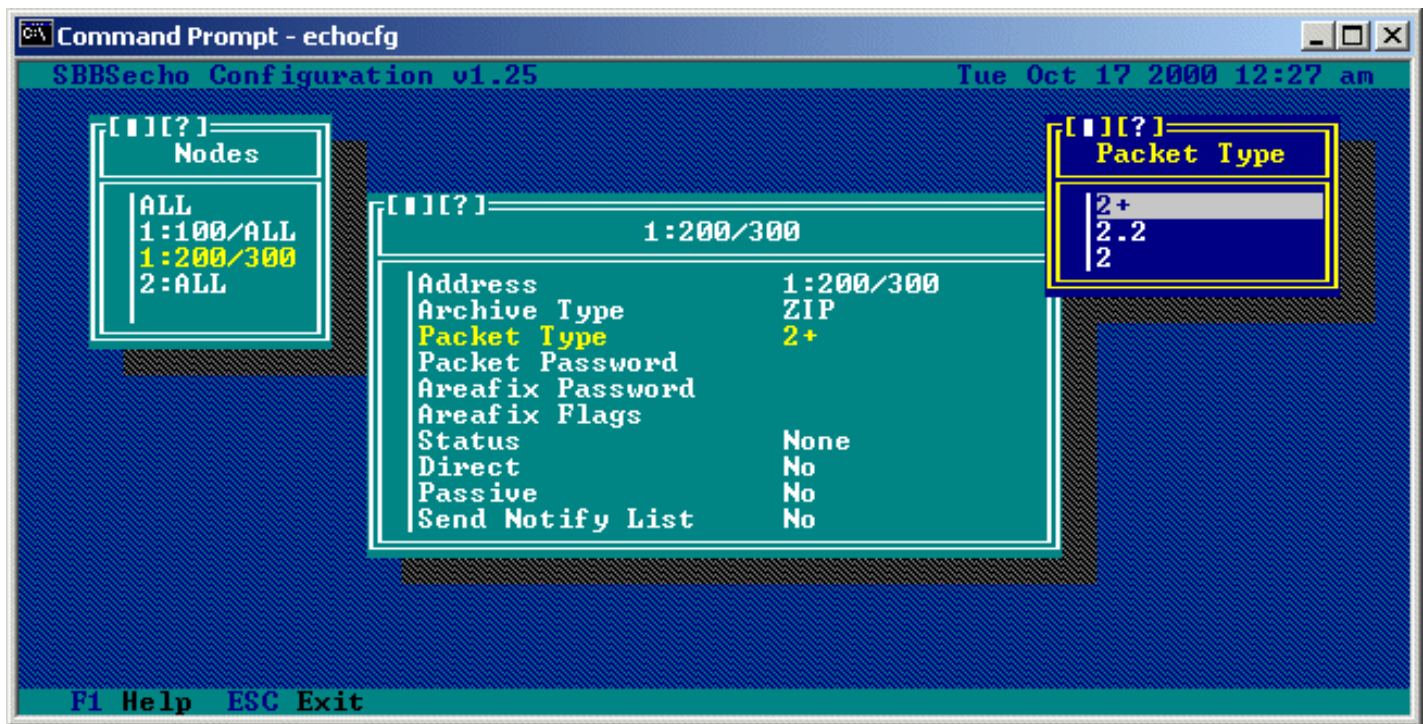 Command Prompt - echocfg
SBBSecho Configuration v1.25 Tue Oct 17 2000 12:27 am
[▮][?]
Nodes
ALL
1:100/ALL
1:200/300
2:ALL
[▮][?]
1:200/300
Address 1:200/300
Archive Type ZIP
Packet Type 2+
Packet Password
Areafix Password
Areafix Flags
Status None
Direct No
Passive No
Send Notify List No
[▮][?]
Packet Type
2+
2.2
2
F1 Help ESC Exit